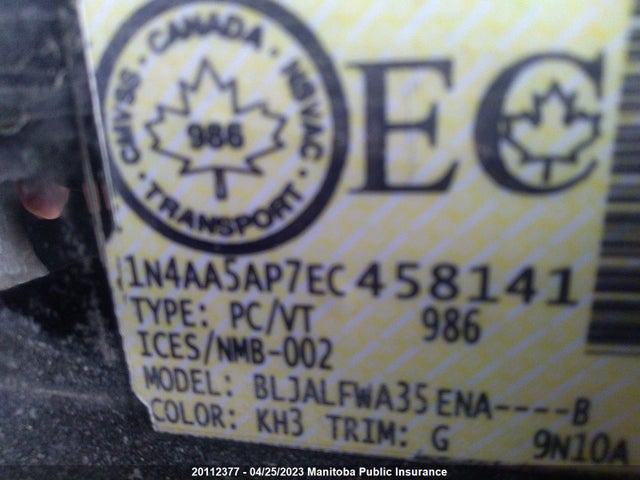 CANADA
CMVSS · NSVAC
986
TRANSPORT
EC
1N4AA5AP7EC458141
TYPE: PC/VT 986
ICES/NMB-002
MODEL: BLJALFWA35ENA----B
COLOR: KH3 TRIM: G 9N10A
20112377 - 04/25/2023 Manitoba Public Insurance